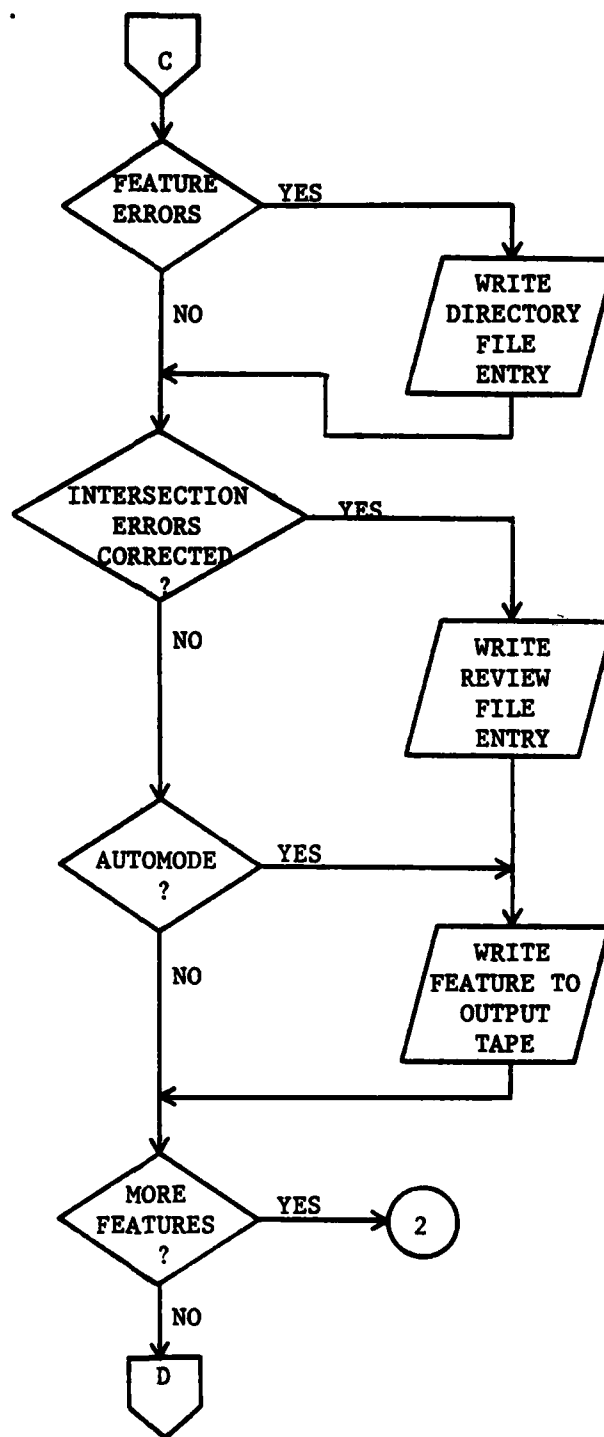 C
FEATURE
ERRORS
YES
NO
WRITE
DIRECTORY
FILE
ENTRY
INTERSECTION
ERRORS
CORRECTED
?
YES
NO
WRITE
REVIEW
FILE
ENTRY
AUTOMODE
?
YES
NO
WRITE
FEATURE TO
OUTPUT
TAPE
MORE
FEATURES
?
YES
2
NO
D